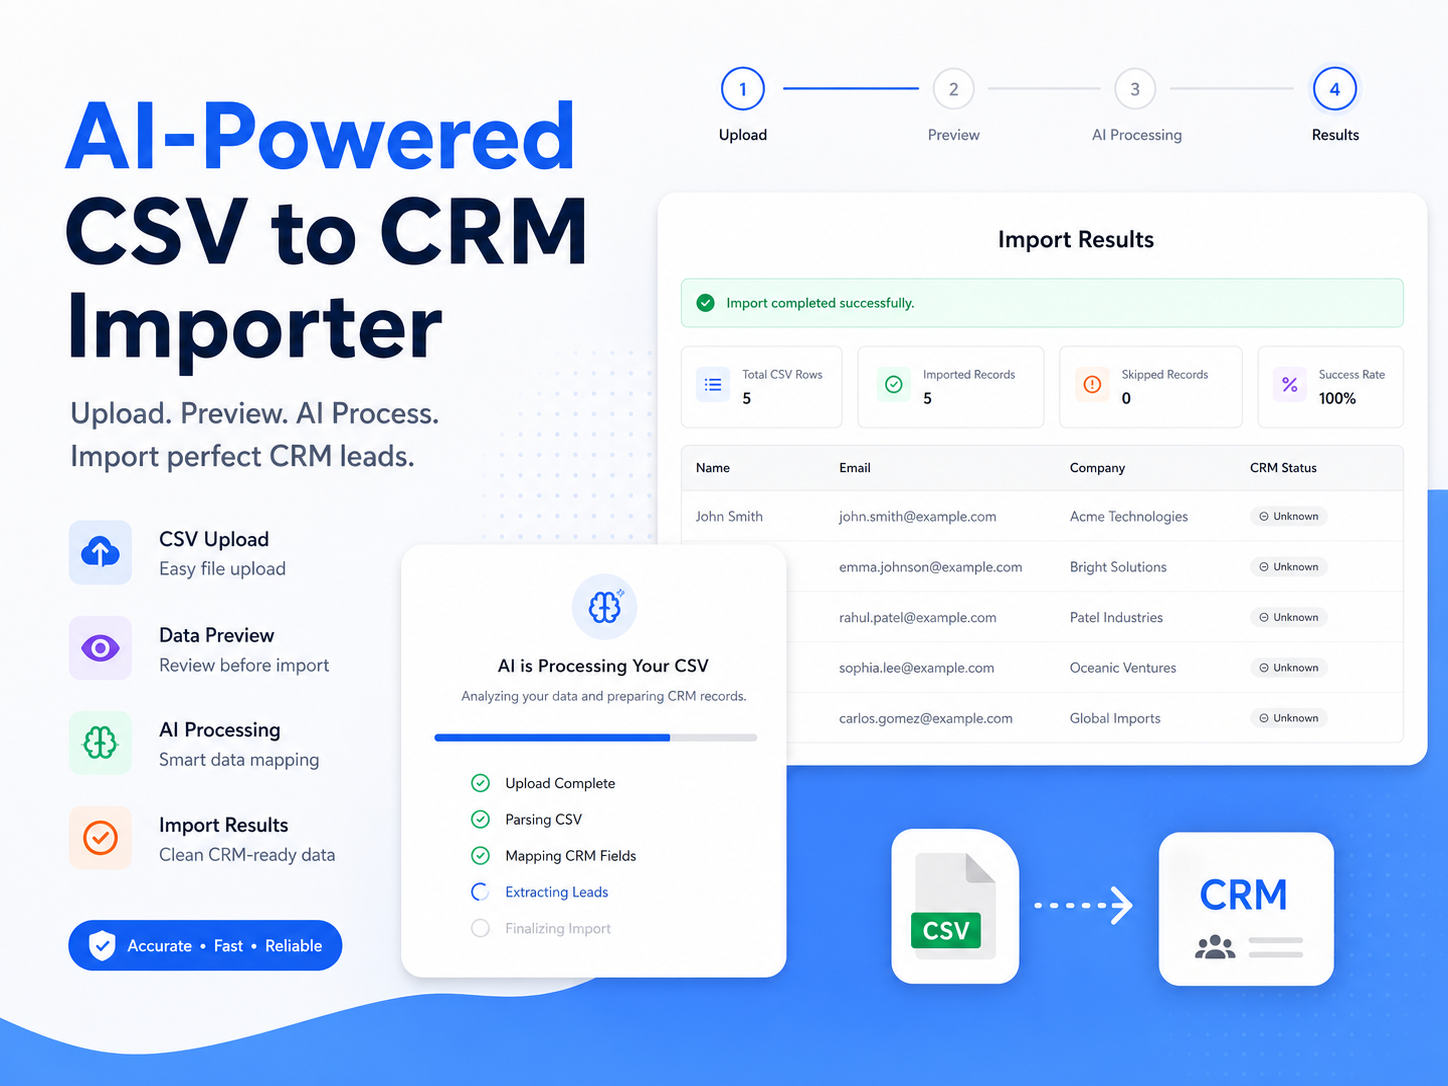 AI-Powered
CSV to CRM
Importer
Upload. Preview. AI Process.
Import perfect CRM leads.
CSV Upload
Easy file upload
Data Preview
Review before import
AI Processing
Smart data mapping
Import Results
Clean CRM-ready data
Accurate • Fast • Reliable
1 2 3 4
Upload Preview AI Processing Results
Import Results
Import completed successfully.
Total CSV Rows Imported Records Skipped Records Success Rate
5 5 0 100%
Name Email Company CRM Status
John Smith john.smith@example.com Acme Technologies Unknown
emma.johnson@example.com Bright Solutions Unknown
rahul.patel@example.com Patel Industries Unknown
sophia.lee@example.com Oceanic Ventures Unknown
carlos.gomez@example.com Global Imports Unknown
AI is Processing Your CSV
Analyzing your data and preparing CRM records.
Upload Complete
Parsing CSV
Mapping CRM Fields
Extracting Leads
Finalizing Import
CSV
CRM